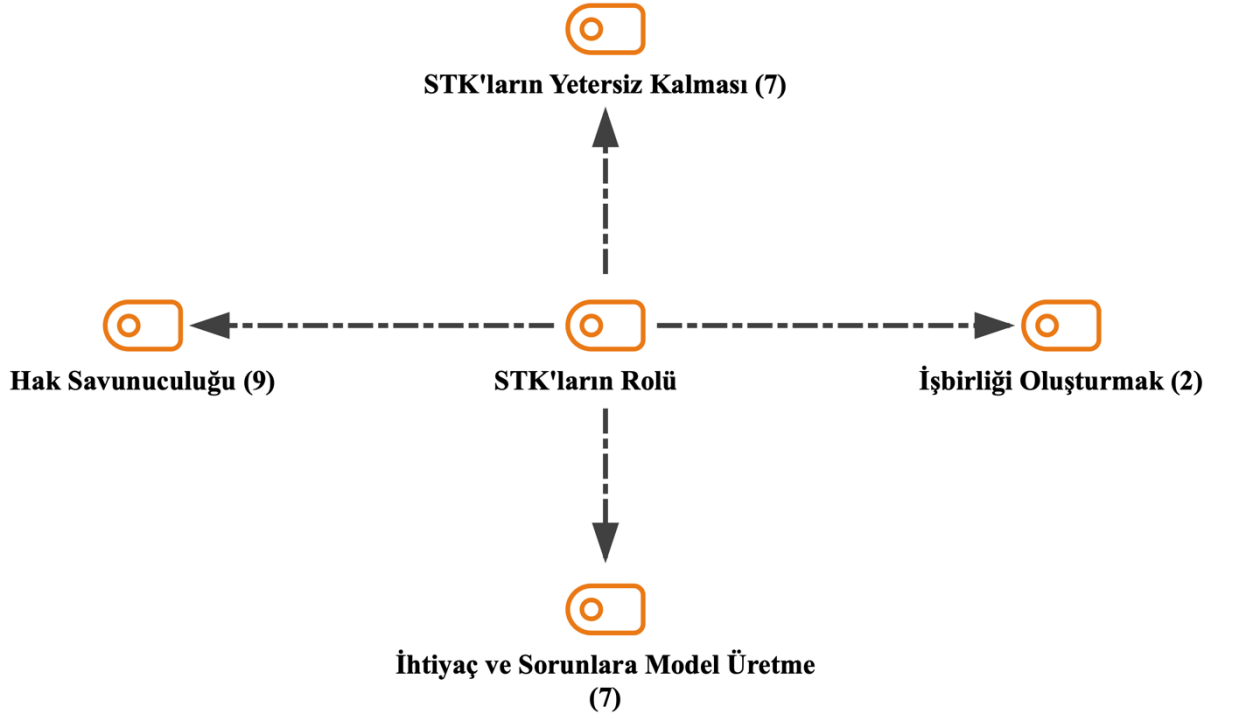 STK'ların Yetersiz Kalması (7)
Hak Savunuculuğu (9)
STK'ların Rolü
İşbirliği Oluşturmak (2)
İhtiyaç ve Sorunlara Model Üretme
(7)